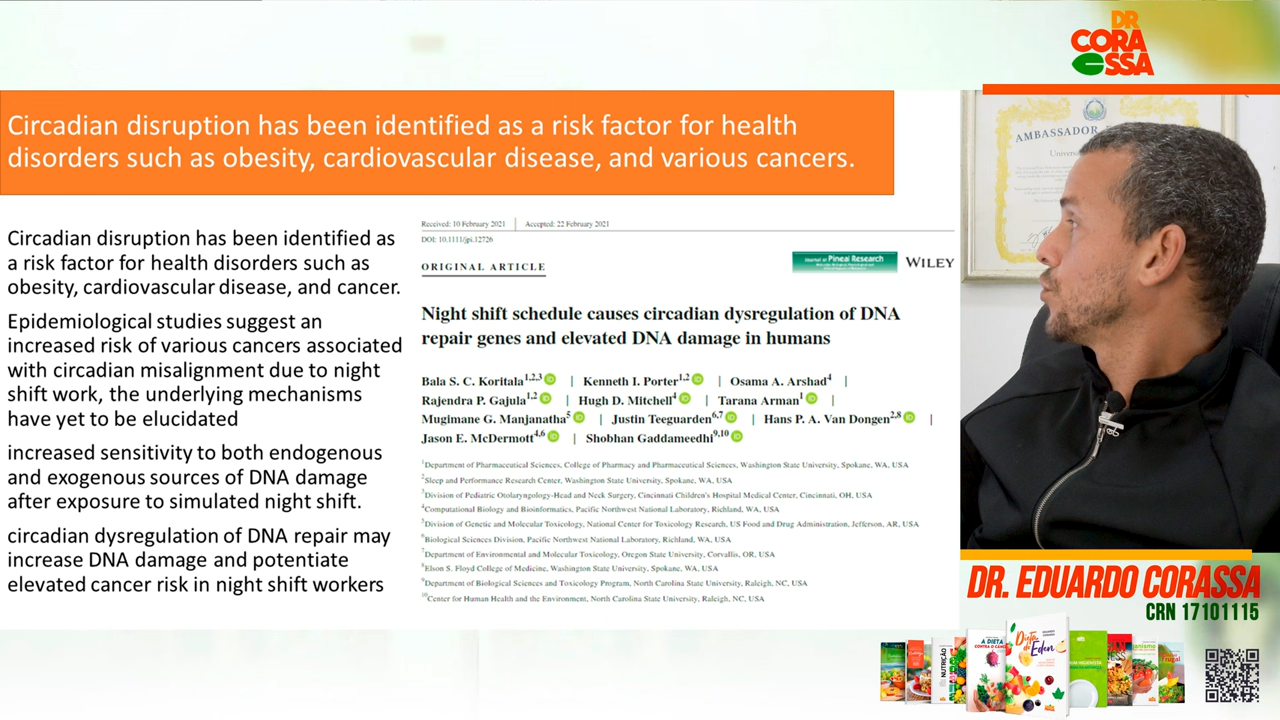 DR
CORA
SSA
Circadian disruption has been identified as a risk factor for health
disorders such as obesity, cardiovascular disease, and various cancers.
AMBASSADOR
Circadian disruption has been identified as
a risk factor for health disorders such as
obesity, cardiovascular disease, and cancer.
Epidemiological studies suggest an
increased risk of various cancers associated
with circadian misalignment due to night
shift work, the underlying mechanisms
have yet to be elucidated
increased sensitivity to both endogenous
and exogenous sources of DNA damage
after exposure to simulated night shift.
circadian dysregulation of DNA repair may
increase DNA damage and potentiate
elevated cancer risk in night shift workers
Received: 10 February 2021 | Accepted: 22 February 2021
DOI: 10.1111/jpi.12726
ORIGINAL ARTICLE
Journal of Pineal Research
WILEY
Night shift schedule causes circadian dysregulation of DNA
repair genes and elevated DNA damage in humans
Bala S. C. Koritala1,2,3 | Kenneth I. Porter1,2 | Osama A. Arshad4 |
Rajendra P. Gajula1,2 | Hugh D. Mitchell4 | Tarana Arman1 |
Mugimane G. Manjanatha5 | Justin Teeguarden6,7 | Hans P. A. Van Dongen2,8 |
Jason E. McDermott4,6 | Shobhan Gaddameedhi9,10
1Department of Pharmaceutical Sciences, College of Pharmacy and Pharmaceutical Sciences, Washington State University, Spokane, WA, USA
2Sleep and Performance Research Center, Washington State University, Spokane, WA, USA
3Division of Pediatric Otolaryngology-Head and Neck Surgery, Cincinnati Children's Hospital Medical Center, Cincinnati, OH, USA
4Computational Biology and Bioinformatics, Pacific Northwest National Laboratory, Richland, WA, USA
5Division of Genetic and Molecular Toxicology, National Center for Toxicology Research, US Food and Drug Administration, Jefferson, AR, USA
6Biological Sciences Division, Pacific Northwest National Laboratory, Richland, WA, USA
7Department of Environmental and Molecular Toxicology, Oregon State University, Corvallis, OR, USA
8Elson S. Floyd College of Medicine, Washington State University, Spokane, WA, USA
9Department of Biological Sciences and Toxicology Program, North Carolina State University, Raleigh, NC, USA
10Center for Human Health and the Environment, North Carolina State University, Raleigh, NC, USA
DR. EDUARDO CORASSA
CRN 17101115
NUTRIÇÃO
A DIETA
CONTRA O CÂNCER
Dieta
do Éden
Frugal